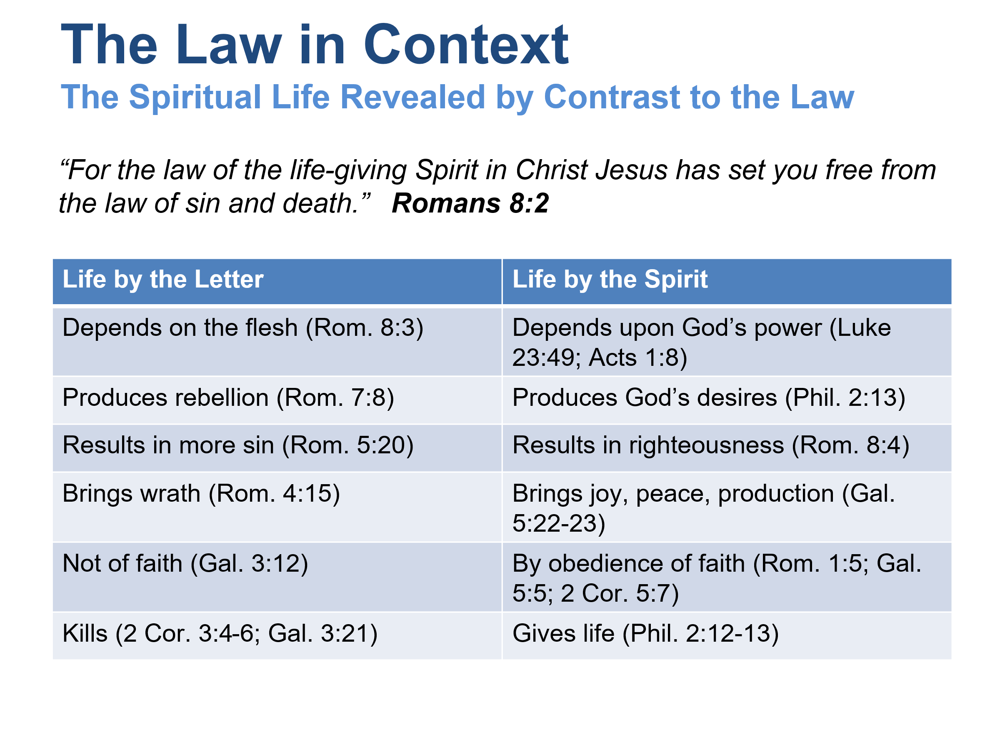 The Law in Context
The Spiritual Life Revealed by Contrast to the Law
“For the law of the life-giving Spirit in Christ Jesus has set you free from
the law of sin and death.” Romans 8:2
Life by the Letter
Life by the Spirit
Depends on the flesh (Rom. 8:3)
Depends upon God’s power (Luke
23:49; Acts 1:8)
Produces rebellion (Rom. 7:8)
Produces God’s desires (Phil. 2:13)
Results in more sin (Rom. 5:20)
Results in righteousness (Rom. 8:4)
Brings wrath (Rom. 4:15)
Brings joy, peace, production (Gal.
5:22-23)
Not of faith (Gal. 3:12)
By obedience of faith (Rom. 1:5; Gal.
5:5; 2 Cor. 5:7)
Kills (2 Cor. 3:4-6; Gal. 3:21)
Gives life (Phil. 2:12-13)